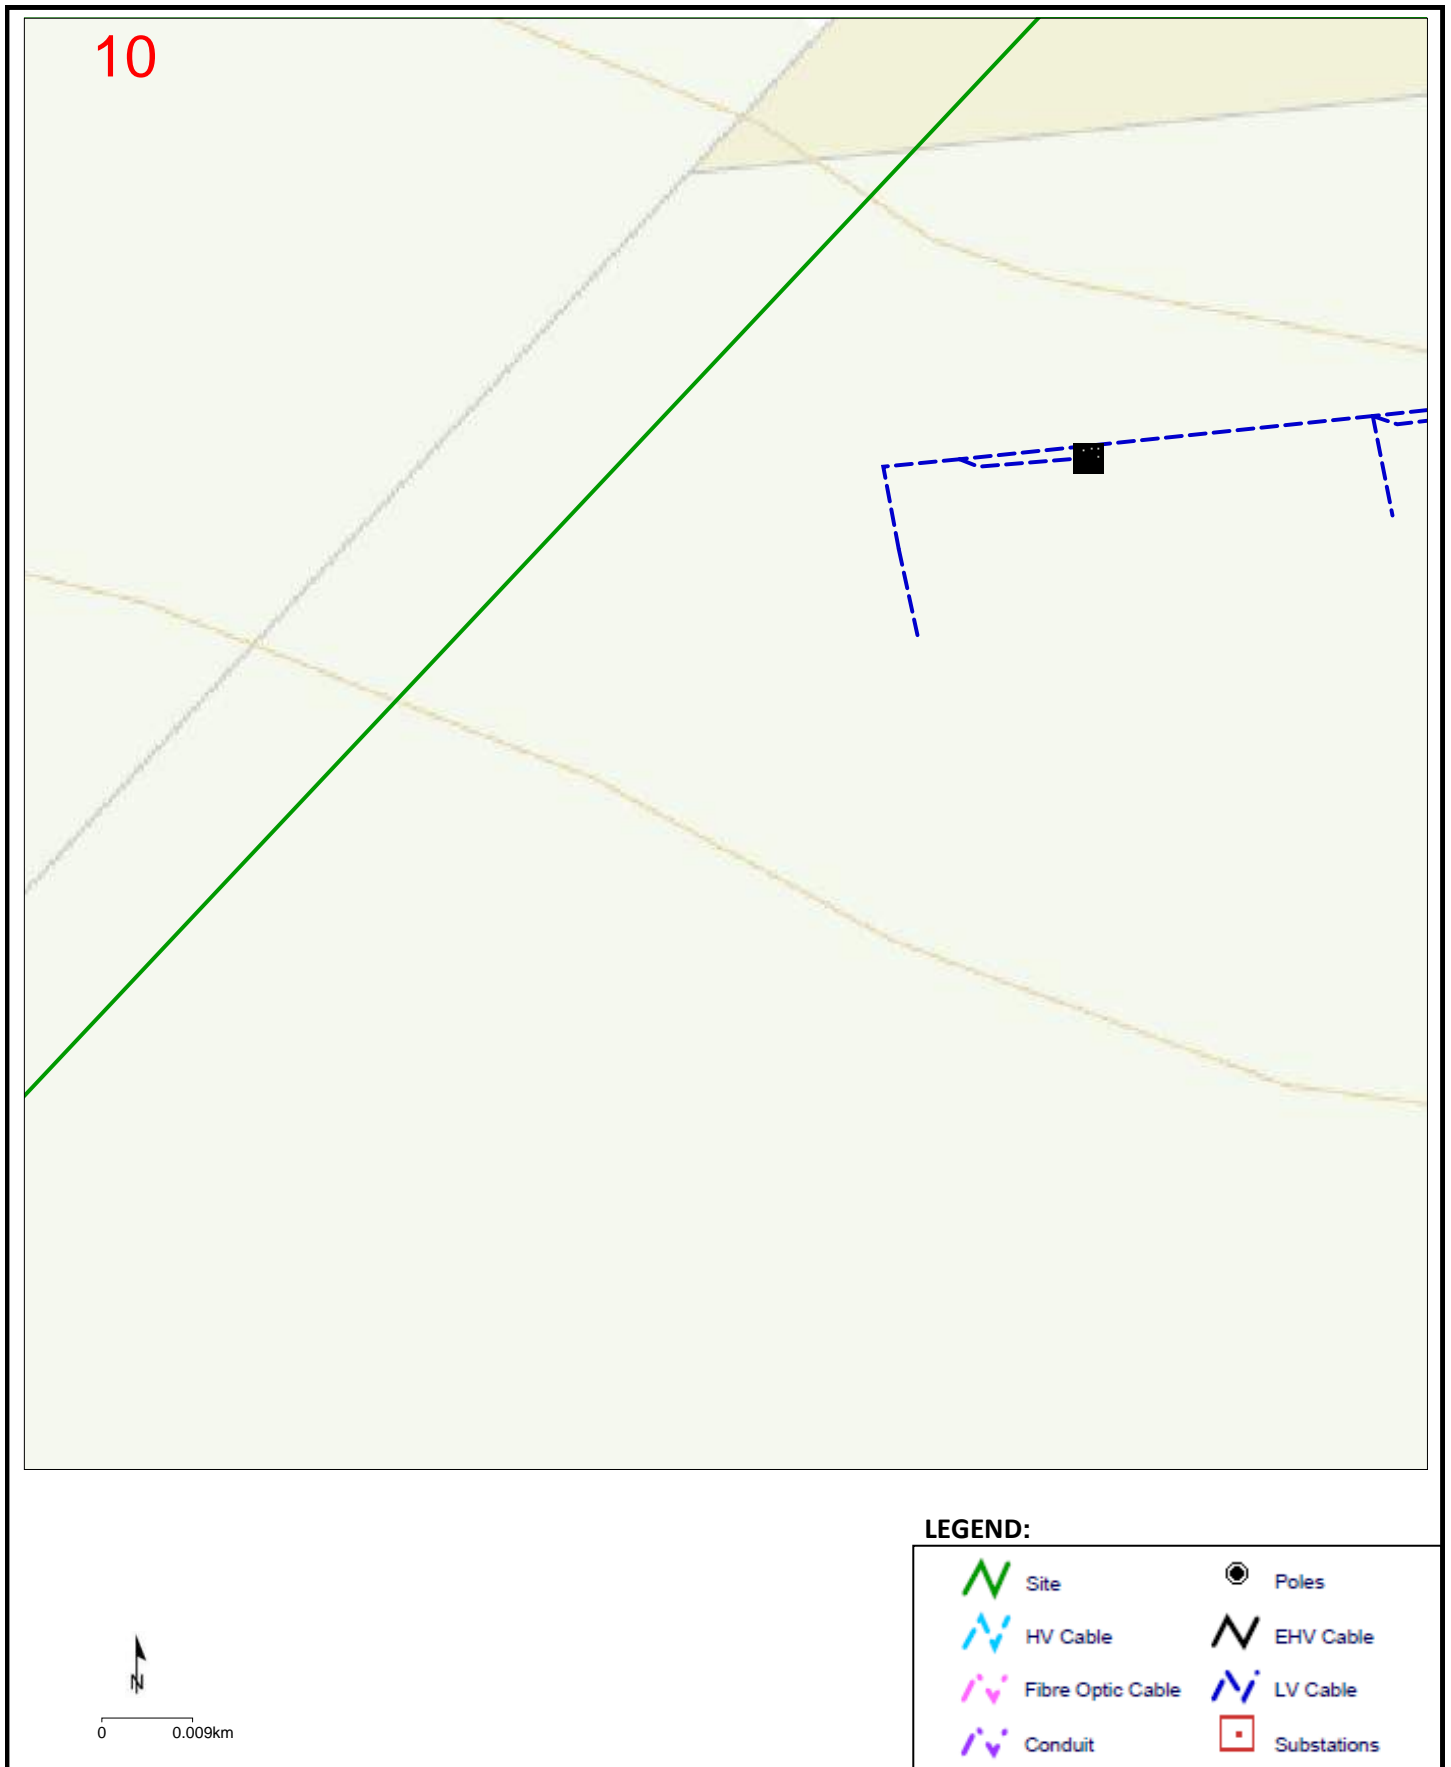 10
LEGEND:
Site
Poles
HV Cable
EHV Cable
Fibre Optic Cable
LV Cable
Conduit
Substations
N
0 0.009km